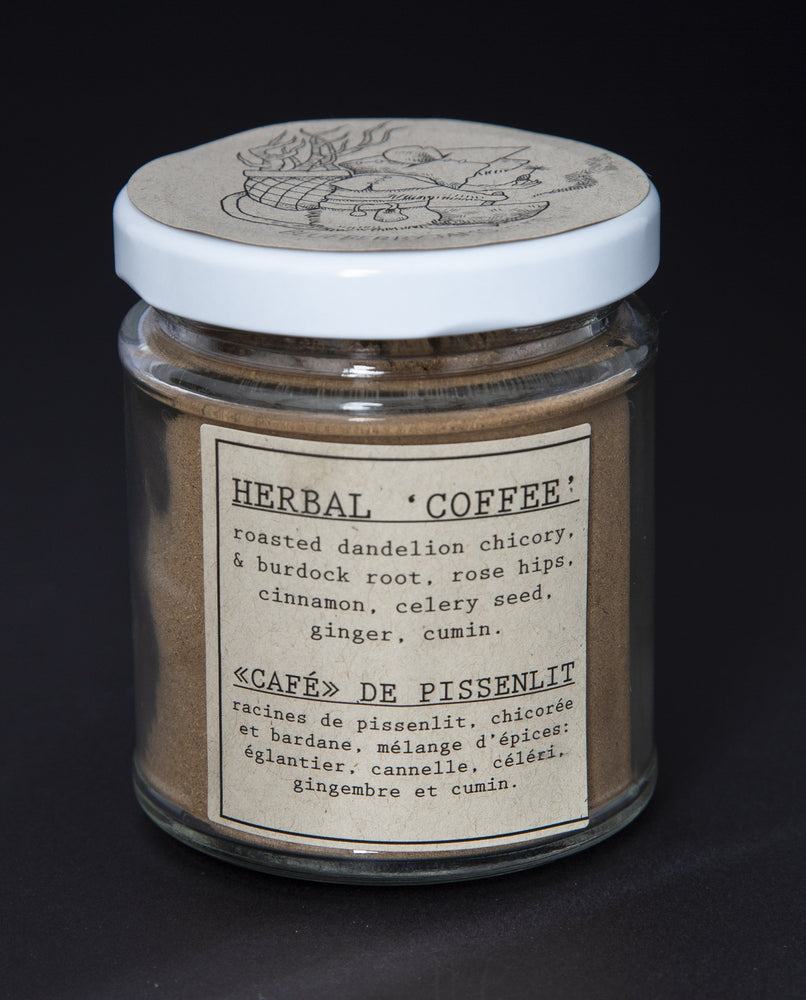 HERBAL ‘COFFEE’
roasted dandelion chicory,
& burdock root, rose hips,
cinnamon, celery seed,
ginger, cumin.
«CAFÉ» DE PISSENLIT
racines de pissenlit, chicorée
et bardane, mélange d'épices:
églantier, cannelle, céléri,
gingembre et cumin.